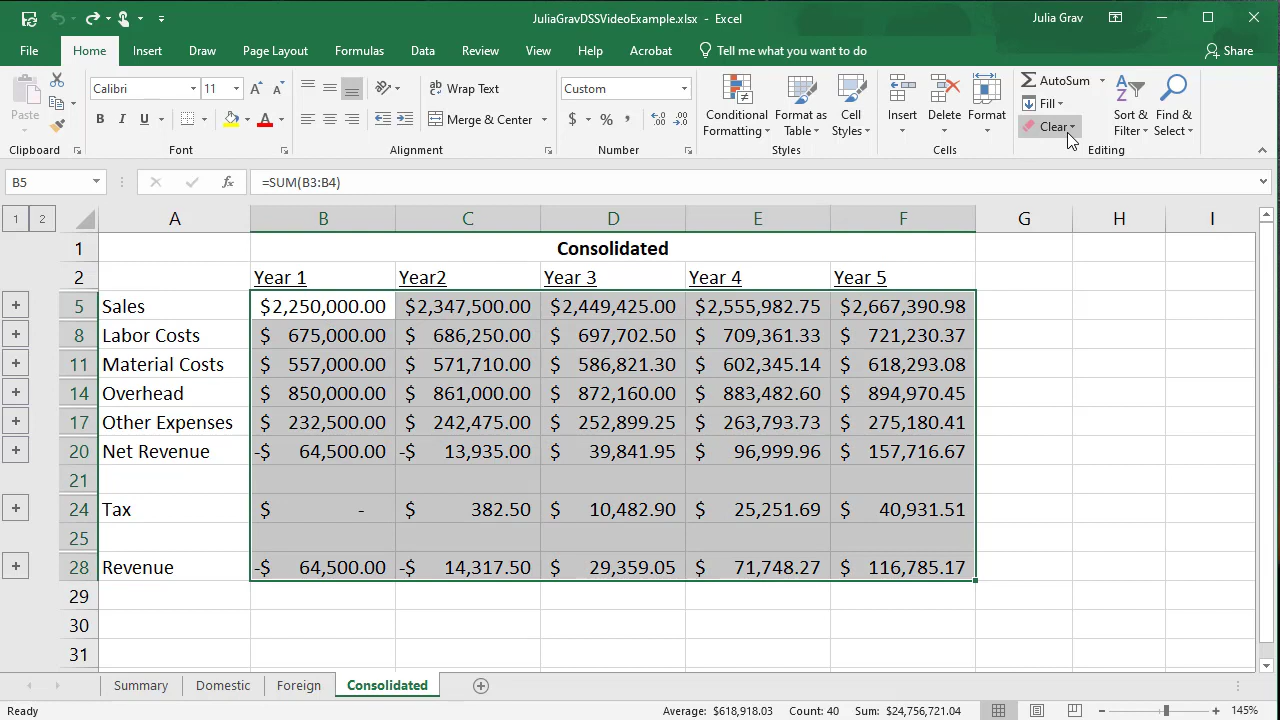 JuliaGravDSSVideoExample.xlsx - Excel
Julia Grav
File Home Insert Draw Page Layout Formulas Data Review View Help Acrobat Tell me what you want to do Share
Paste
Clipboard
Calibri 11
B I U A
Font
Wrap Text
Merge & Center
Alignment
Custom
$ % ,
Number
Conditional Formatting
Format as Table
Cell Styles
Styles
Insert Delete Format
Cells
AutoSum
Fill
Clear
Sort & Filter
Find & Select
Editing
B5 fx =SUM(B3:B4)
1 2 A B C D E F G H I
1 Consolidated
2 Year 1 Year2 Year 3 Year 4 Year 5
5 Sales $2,250,000.00 $2,347,500.00 $2,449,425.00 $2,555,982.75 $2,667,390.98
8 Labor Costs $ 675,000.00 $ 686,250.00 $ 697,702.50 $ 709,361.33 $ 721,230.37
11 Material Costs $ 557,000.00 $ 571,710.00 $ 586,821.30 $ 602,345.14 $ 618,293.08
14 Overhead $ 850,000.00 $ 861,000.00 $ 872,160.00 $ 883,482.60 $ 894,970.45
17 Other Expenses $ 232,500.00 $ 242,475.00 $ 252,899.25 $ 263,793.73 $ 275,180.41
20 Net Revenue -$ 64,500.00 -$ 13,935.00 $ 39,841.95 $ 96,999.96 $ 157,716.67
21
24 Tax $ - $ 382.50 $ 10,482.90 $ 25,251.69 $ 40,931.51
25
28 Revenue -$ 64,500.00 -$ 14,317.50 $ 29,359.05 $ 71,748.27 $ 116,785.17
29
30
31
Summary Domestic Foreign Consolidated
Ready Average: $618,918.03 Count: 40 Sum: $24,756,721.04 145%